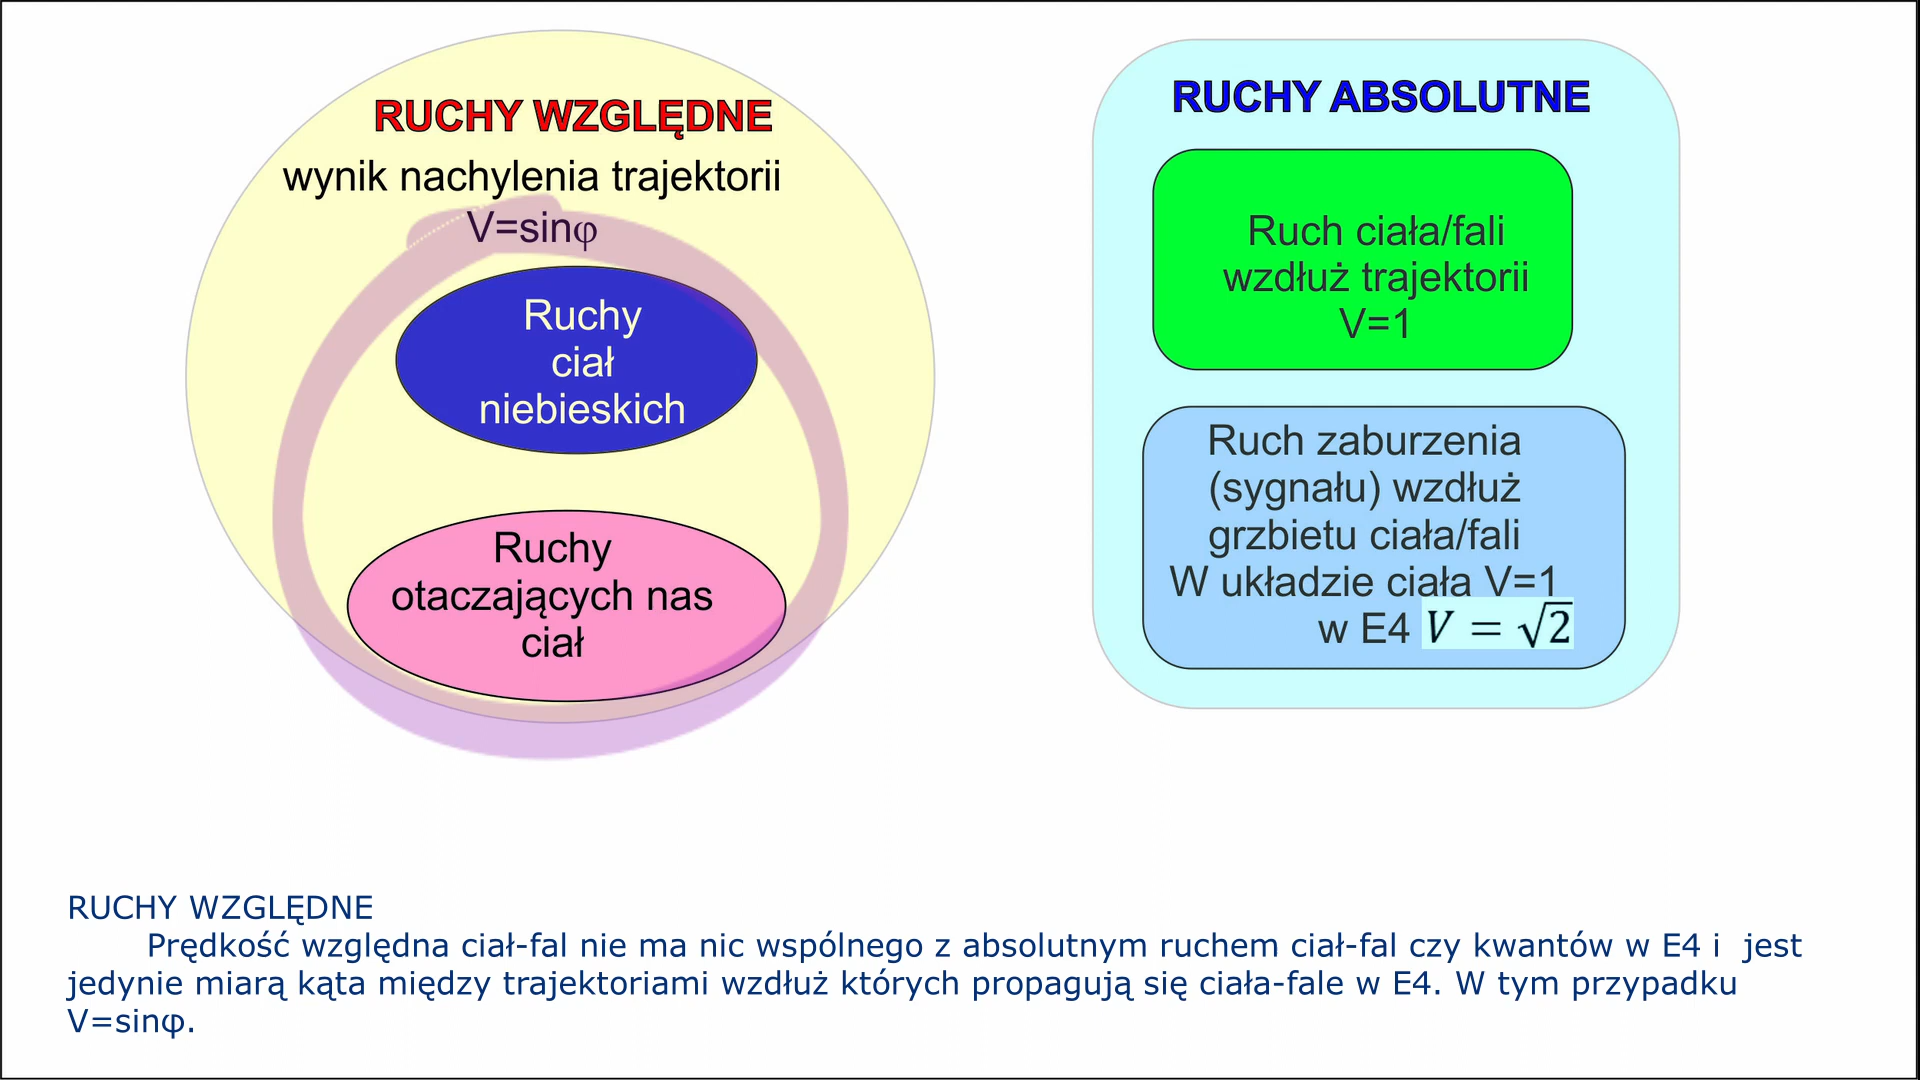 RUCHY WZGLĘDNE
wynik nachylenia trajektorii
V=sinφ
Ruchy
ciał
niebieskich
Ruchy
otaczających nas
ciał
RUCHY ABSOLUTNE
Ruch ciała/fali
wzdłuż trajektorii
V=1
Ruch zaburzenia
(sygnału) wzdłuż
grzbietu ciała/fali
W układzie ciała V=1
w E4 V = √2
RUCHY WZGLĘDNE
Prędkość względna ciał-fal nie ma nic wspólnego z absolutnym ruchem ciał-fal czy kwantów w E4 i jest
jedynie miarą kąta między trajektoriami wzdłuż których propagują się ciała-fale w E4. W tym przypadku
V=sinφ.